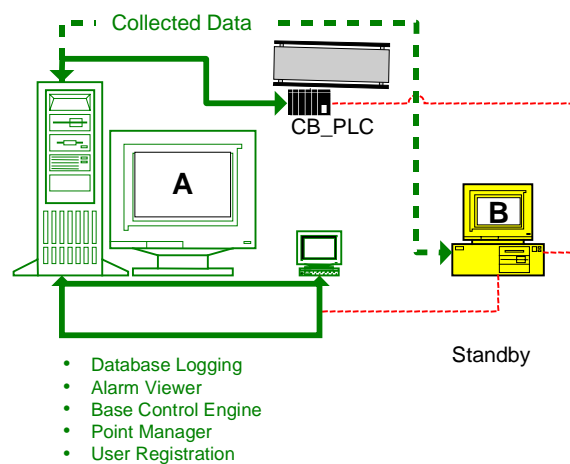 Collected Data
CB_PLC
A
B
Standby
• Database Logging
• Alarm Viewer
• Base Control Engine
• Point Manager
• User Registration